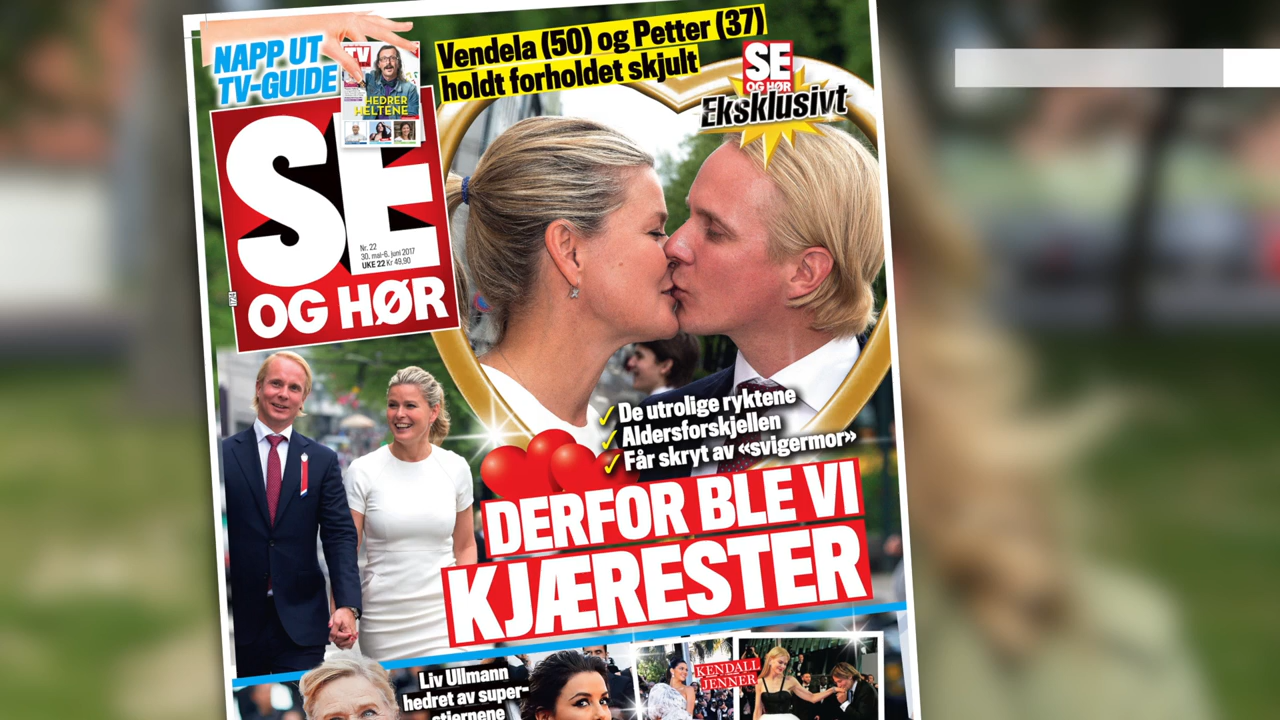 NAPP UT
TV-GUIDE
TV
HEDRER
HELTENE
Vendela (50) og Petter (37)
holdt forholdet skjult
SE
OG HØR
Eksklusivt
SE
OG HØR
Nr. 22
30. mai-6. juni 2017
UKE 22 Kr 49,90
✓ De utrolige ryktene
✓ Aldersforskjellen
✓ Får skryt av «svigermor»
DERFOR BLE VI
KJÆRESTER
Liv Ullmann
hedret av super-
stjernene
KENDALL
JENNER